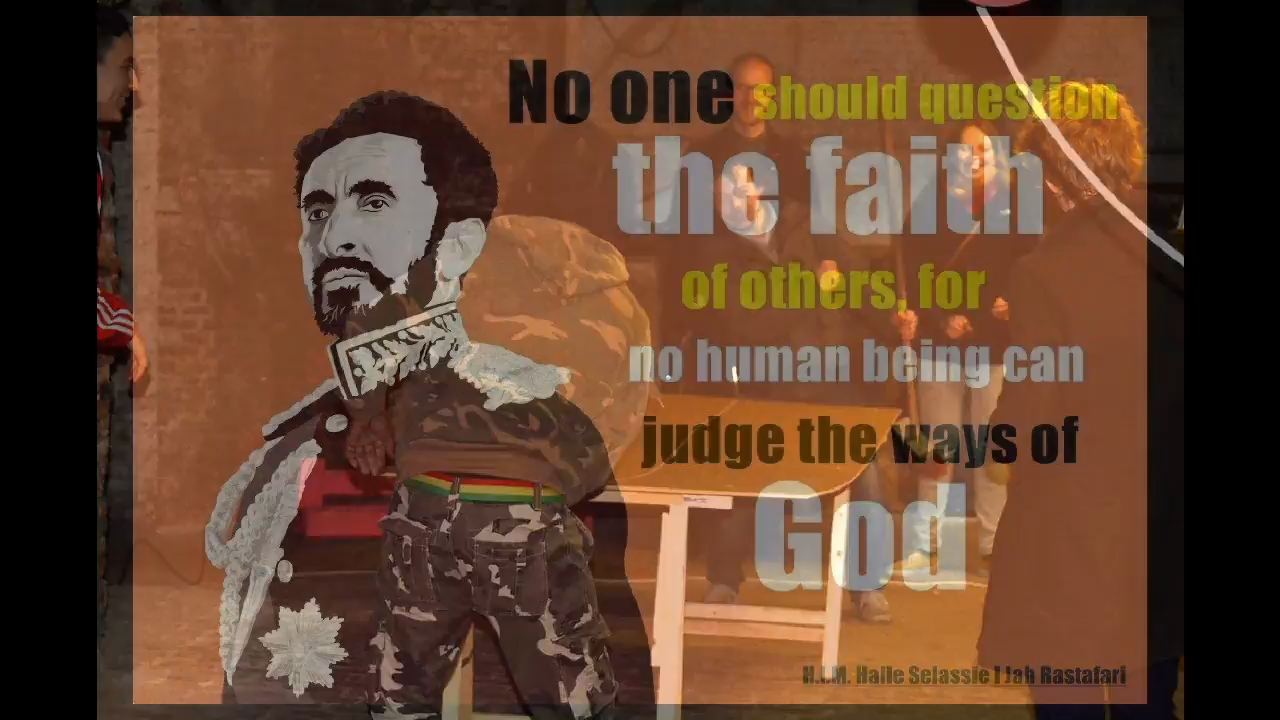 No one should question
the faith
of others, for
no human being can
judge the ways of
God
H.I.M. Haile Selassie I Jah Rastafari